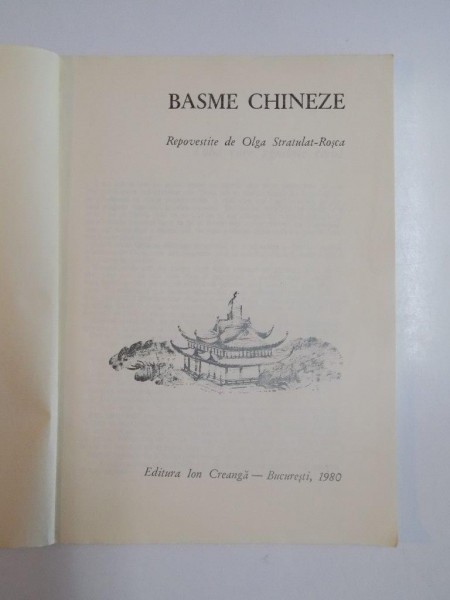 BASME CHINEZE
Repovestite de Olga Stratulat-Roșca
Editura Ion Creangă — București, 1980